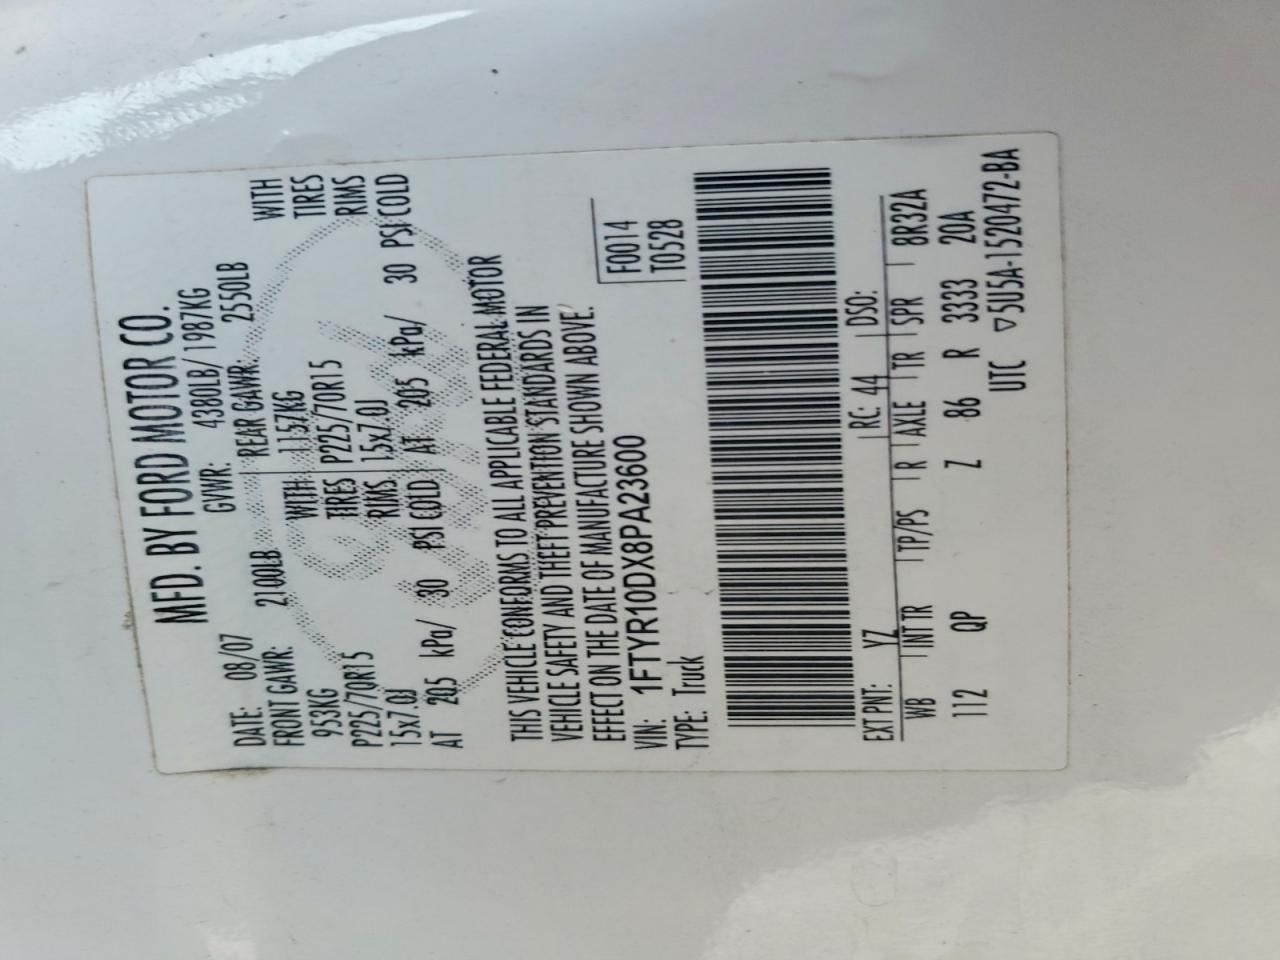 MFD. BY FORD MOTOR CO.
DATE: 08/07 GVWR: 4380LB/ 1987KG
FRONT GAWR: 2100LB REAR GAWR: 2550LB
953KG WITH 1157KG WITH
P225/70R15 TIRES P225/70R15 TIRES
15x7.0J RIMS 15x7.0J RIMS
AT 205 kPa/ 30 PSI COLD AT 205 kPa/ 30 PSI COLD
THIS VEHICLE CONFORMS TO ALL APPLICABLE FEDERAL MOTOR
VEHICLE SAFETY AND THEFT PREVENTION STANDARDS IN
EFFECT ON THE DATE OF MANUFACTURE SHOWN ABOVE.
VIN: 1FTYR10DX8PA23600 F0014
TYPE: Truck T0528
EXT PNT: YZ RC: 44 DSO:
WB INT TR TP/PS R AXLE TR SPR 8R32A
112 QP Z 86 R 3333 20A
UTC ▽5U5A-1520472-BA